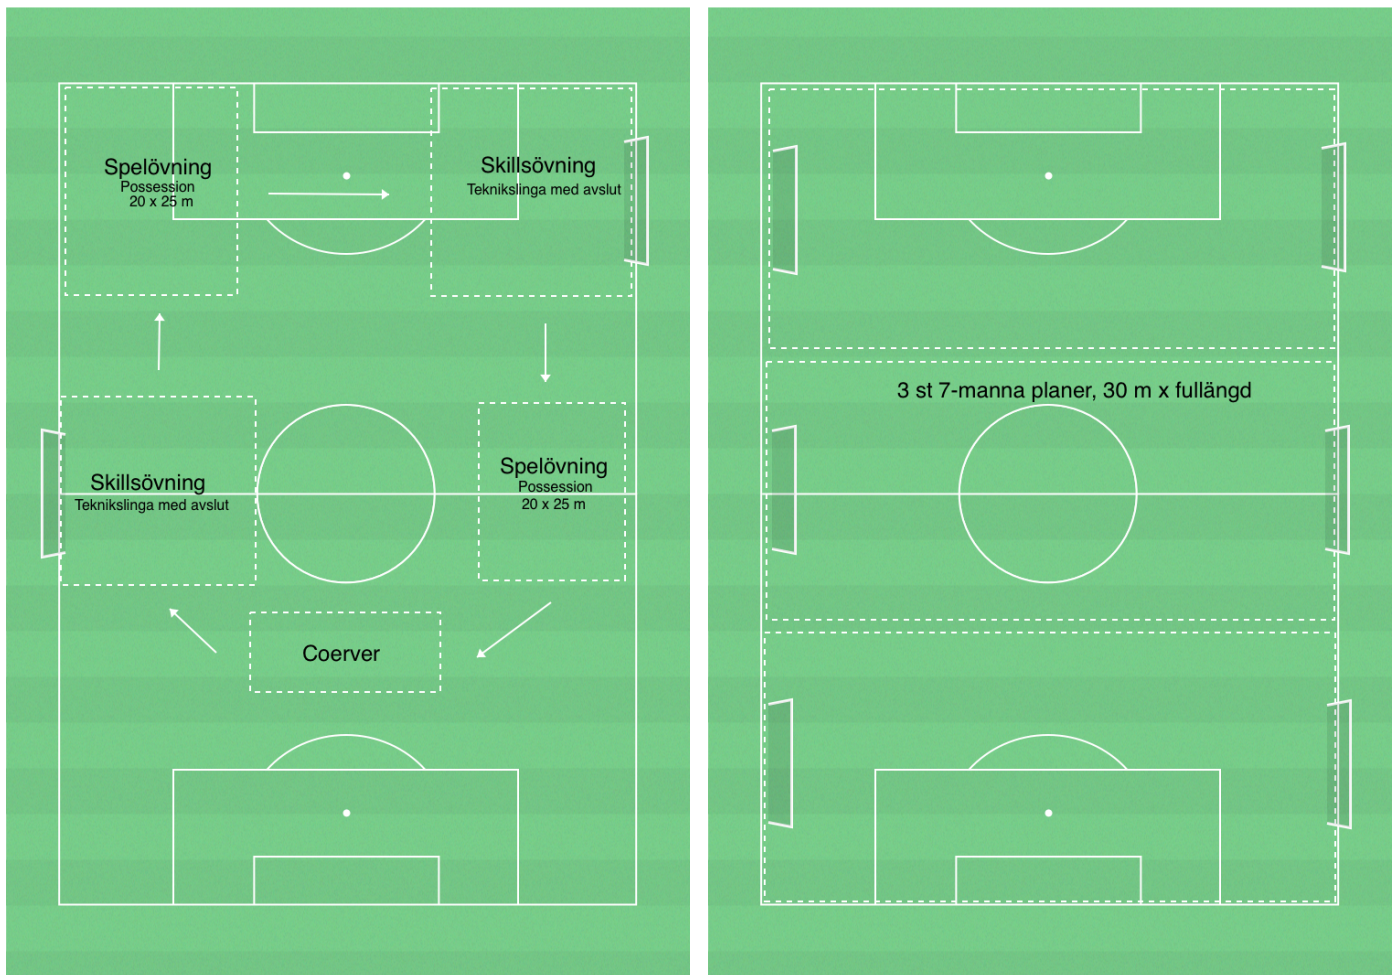 Spelövning
Possession
20 x 25 m
Skillsövning
Teknikslinga med avslut
Skillsövning
Teknikslinga med avslut
Spelövning
Possession
20 x 25 m
Coerver
3 st 7-manna planer, 30 m x fullängd